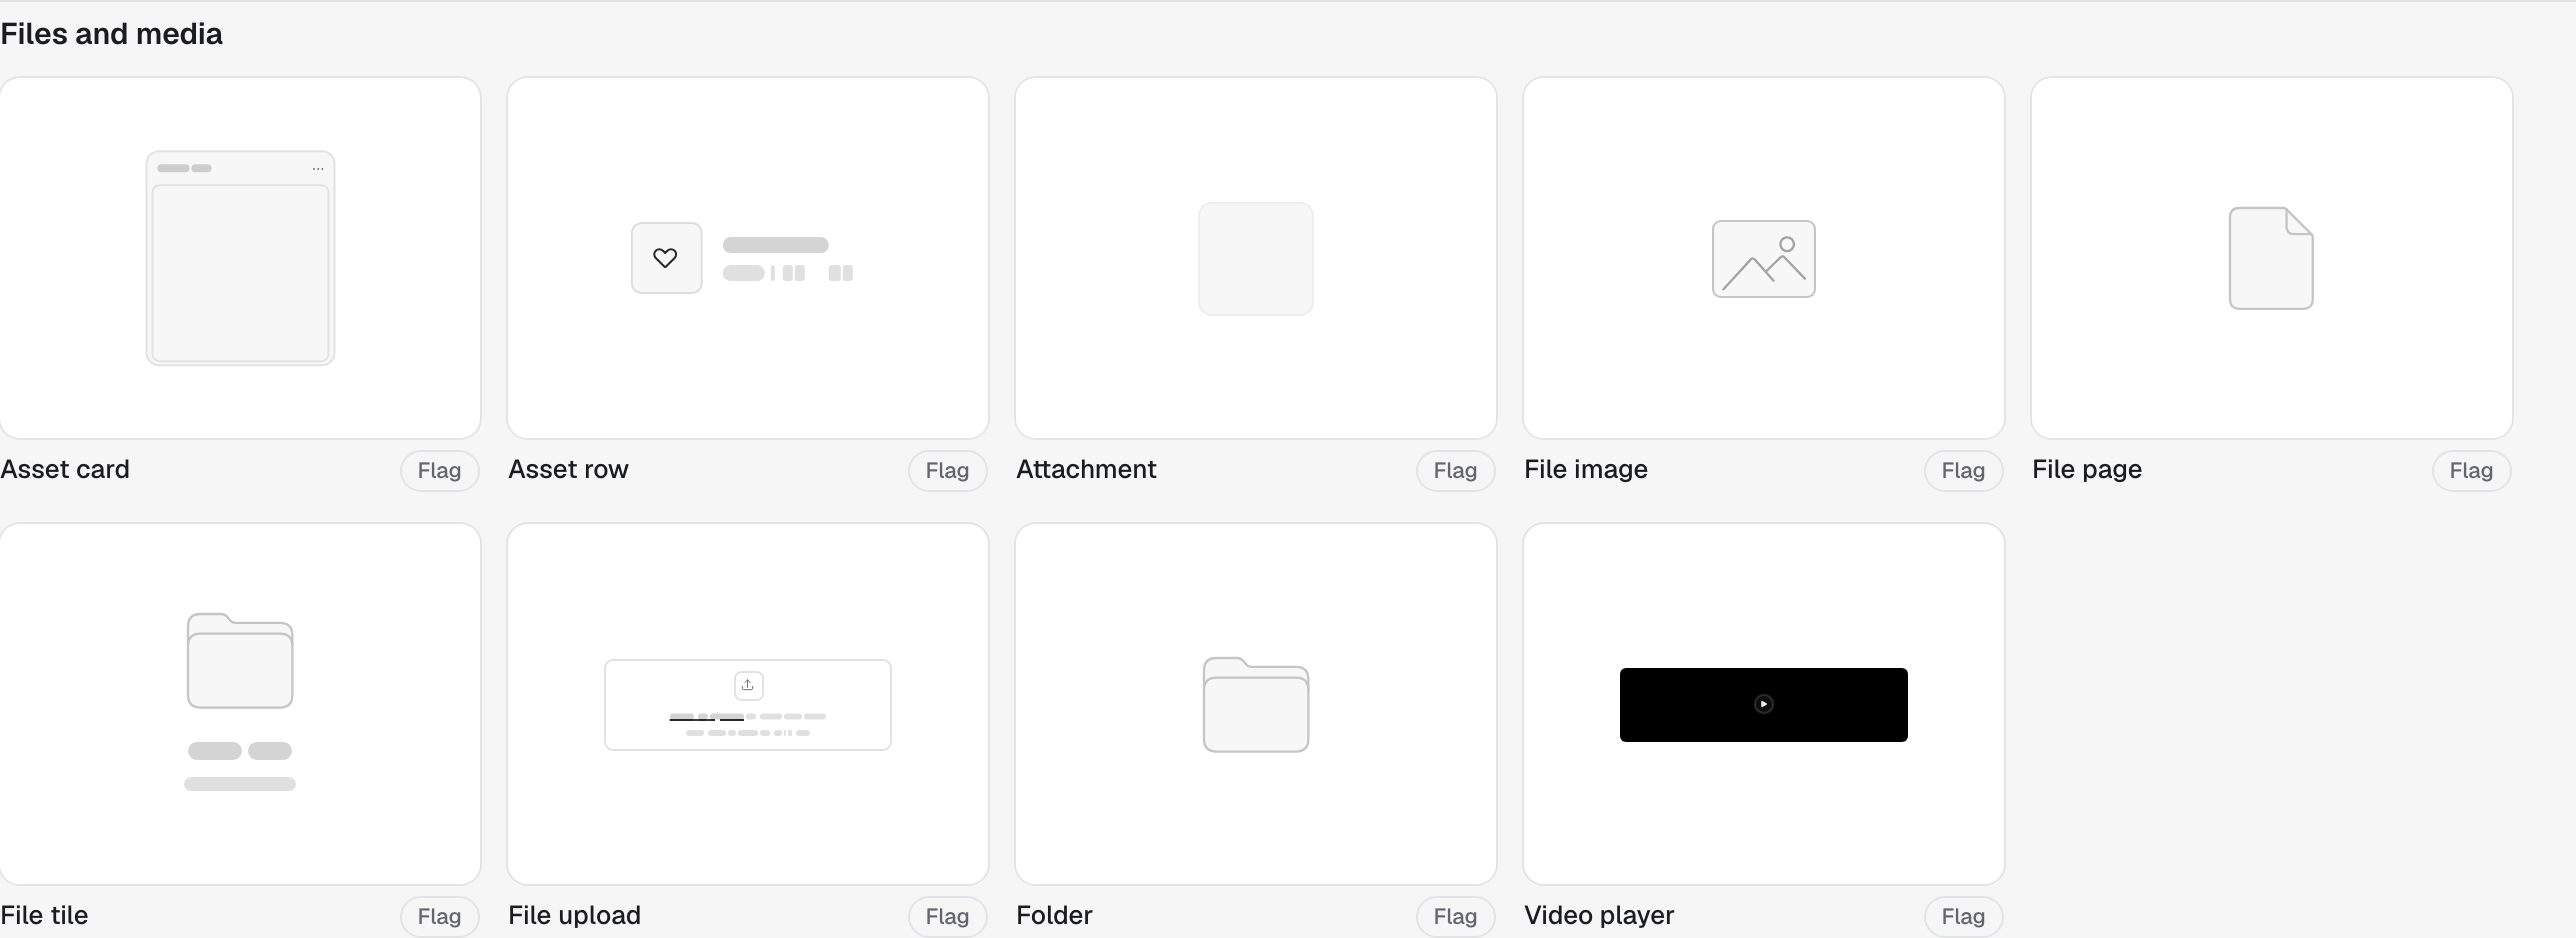 Files and media
Asset card
Flag
Asset row
Flag
Attachment
Flag
File image
Flag
File page
Flag
File tile
Flag
File upload
Flag
Folder
Flag
Video player
Flag